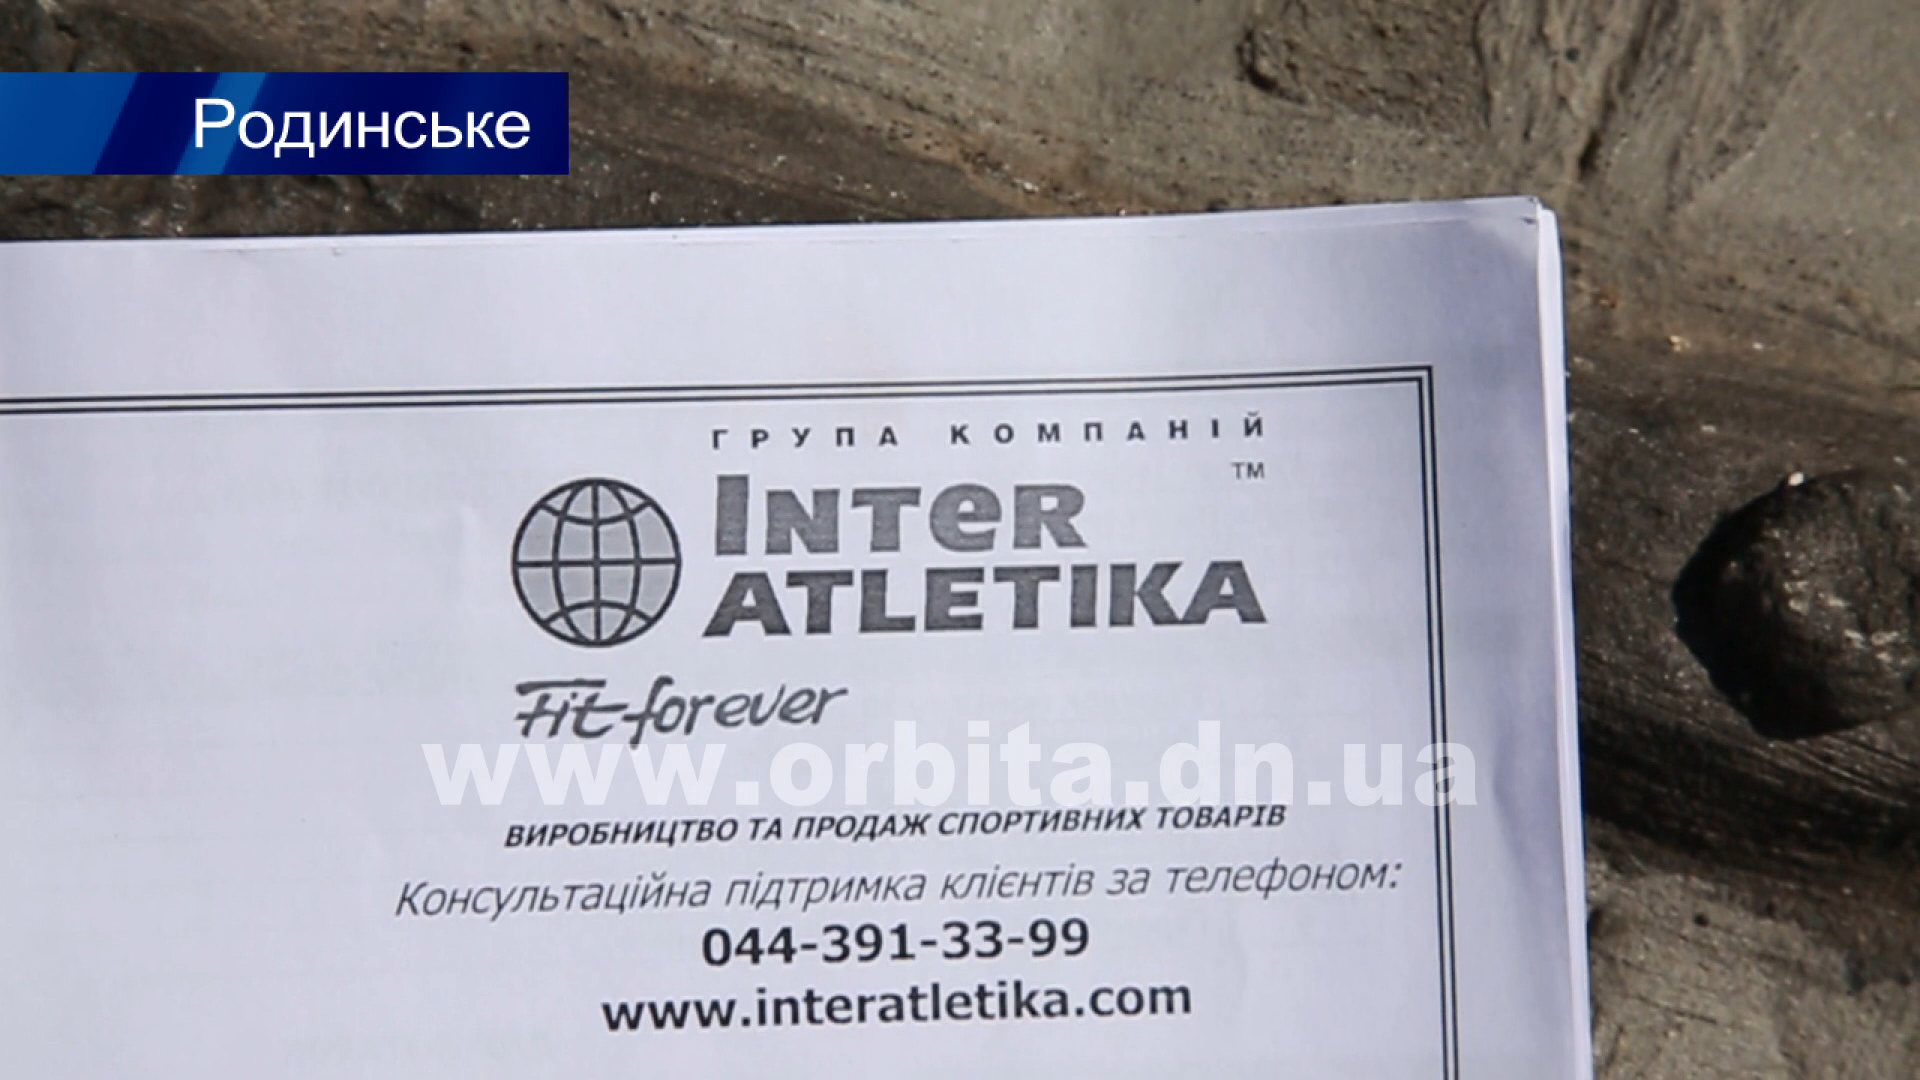 Родинське
ГРУПА КОМПАНІЙ
INTER
TM
ATLETIKA
Fit-forever
www.orbita.dn.ua
ВИРОБНИЦТВО ТА ПРОДАЖ СПОРТИВНИХ ТОВАРІВ
Консультаційна підтримка клієнтів за телефоном:
044-391-33-99
www.interatletika.com